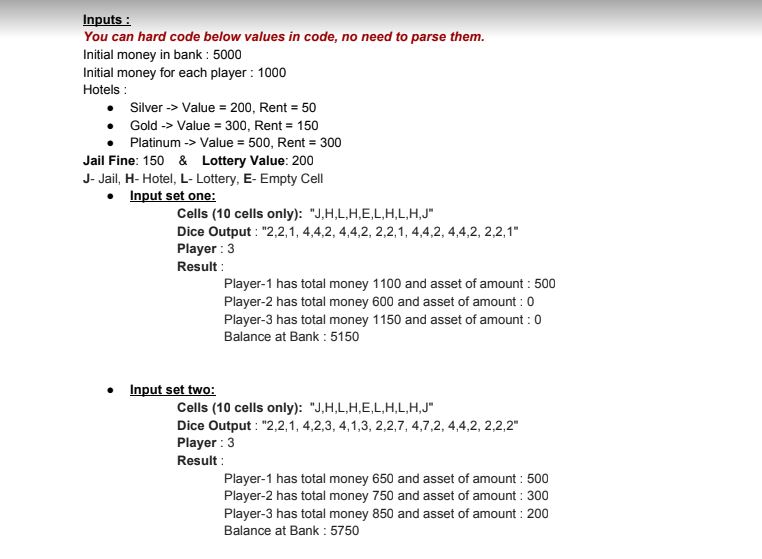 Inputs :
You can hard code below values in code, no need to parse them.
Initial money in bank : 5000
Initial money for each player : 1000
Hotels :
● Silver -> Value = 200, Rent = 50
● Gold -> Value = 300, Rent = 150
● Platinum -> Value = 500, Rent = 300
Jail Fine: 150 & Lottery Value: 200
J- Jail, H- Hotel, L- Lottery, E- Empty Cell
● Input set one:
Cells (10 cells only): "J,H,L,H,E,L,H,L,H,J"
Dice Output : "2,2,1, 4,4,2, 4,4,2, 2,2,1, 4,4,2, 4,4,2, 2,2,1"
Player : 3
Result :
Player-1 has total money 1100 and asset of amount : 500
Player-2 has total money 600 and asset of amount : 0
Player-3 has total money 1150 and asset of amount : 0
Balance at Bank : 5150
● Input set two:
Cells (10 cells only): "J,H,L,H,E,L,H,L,H,J"
Dice Output : "2,2,1, 4,2,3, 4,1,3, 2,2,7, 4,7,2, 4,4,2, 2,2,2"
Player : 3
Result :
Player-1 has total money 650 and asset of amount : 500
Player-2 has total money 750 and asset of amount : 300
Player-3 has total money 850 and asset of amount : 200
Balance at Bank : 5750